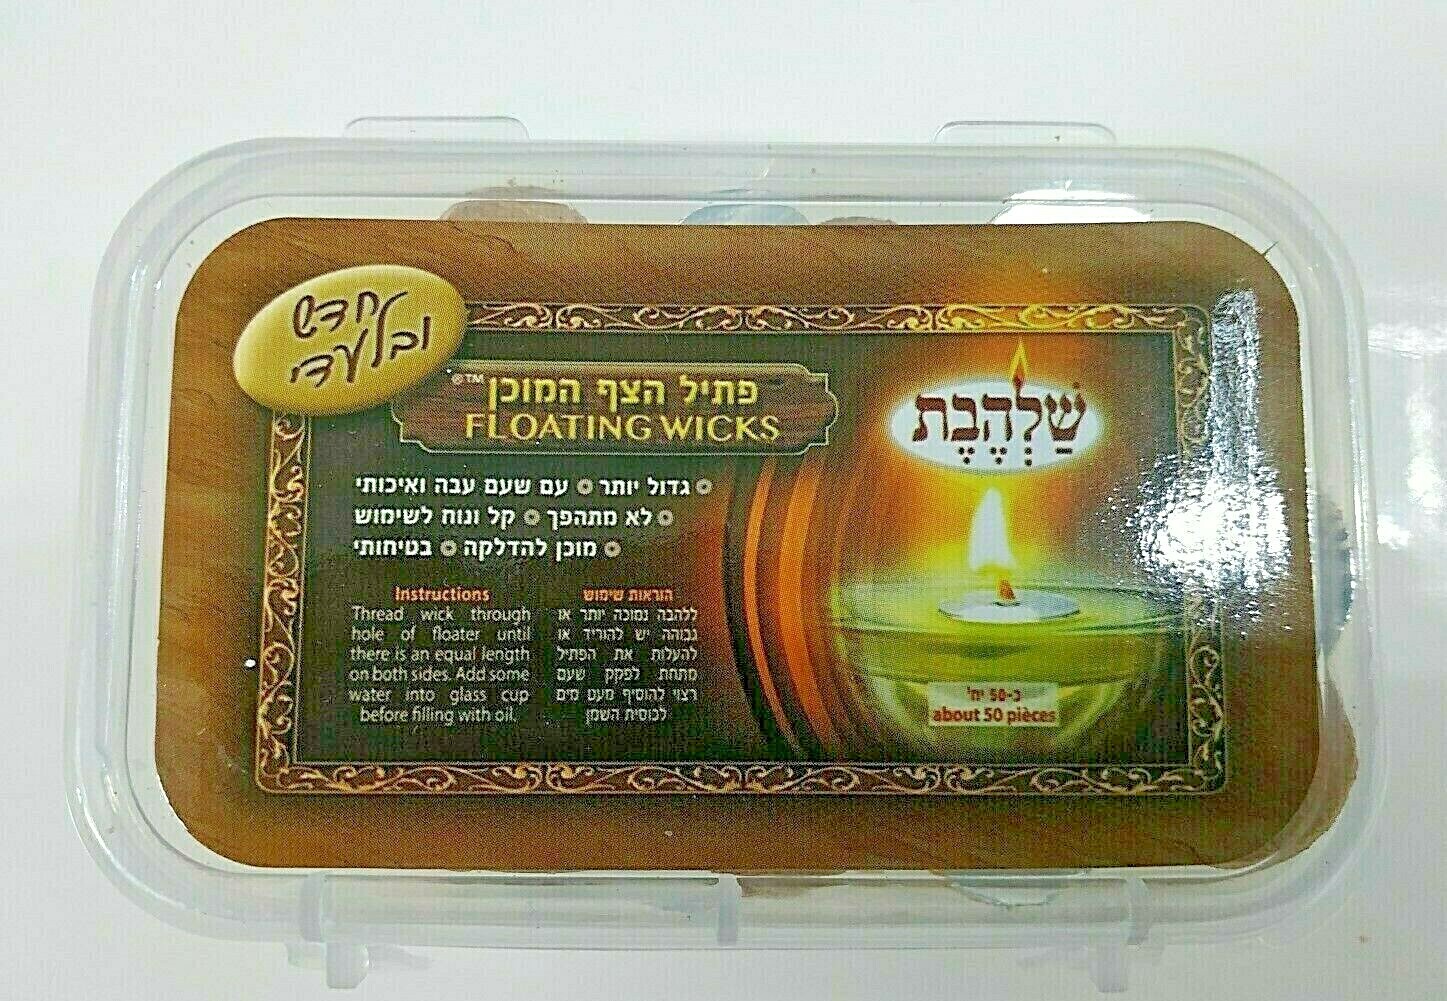 חדש
ובלעדי
פתיל הצף המוכן ™®
FLOATING WICKS
שַׁלְהֶבֶת
גדול יותר ⚬ עם שעם עבה ואיכותי
לא מתהפך ⚬ קל ונוח לשימוש
מוכן להדלקה ⚬ בטיחותי
Instructions
Thread wick through
hole of floater until
there is an equal length
on both sides. Add some
water into glass cup
before filling with oil.
הוראות שימוש
ללהבה נמוכה יותר או
גבוהה יש להוריד או
להעלות את הפתיל
מתחת לפקק שעם
רצוי להוסיף מעט מים
לכוסית השמן
כ-50 יח'
about 50 pièces